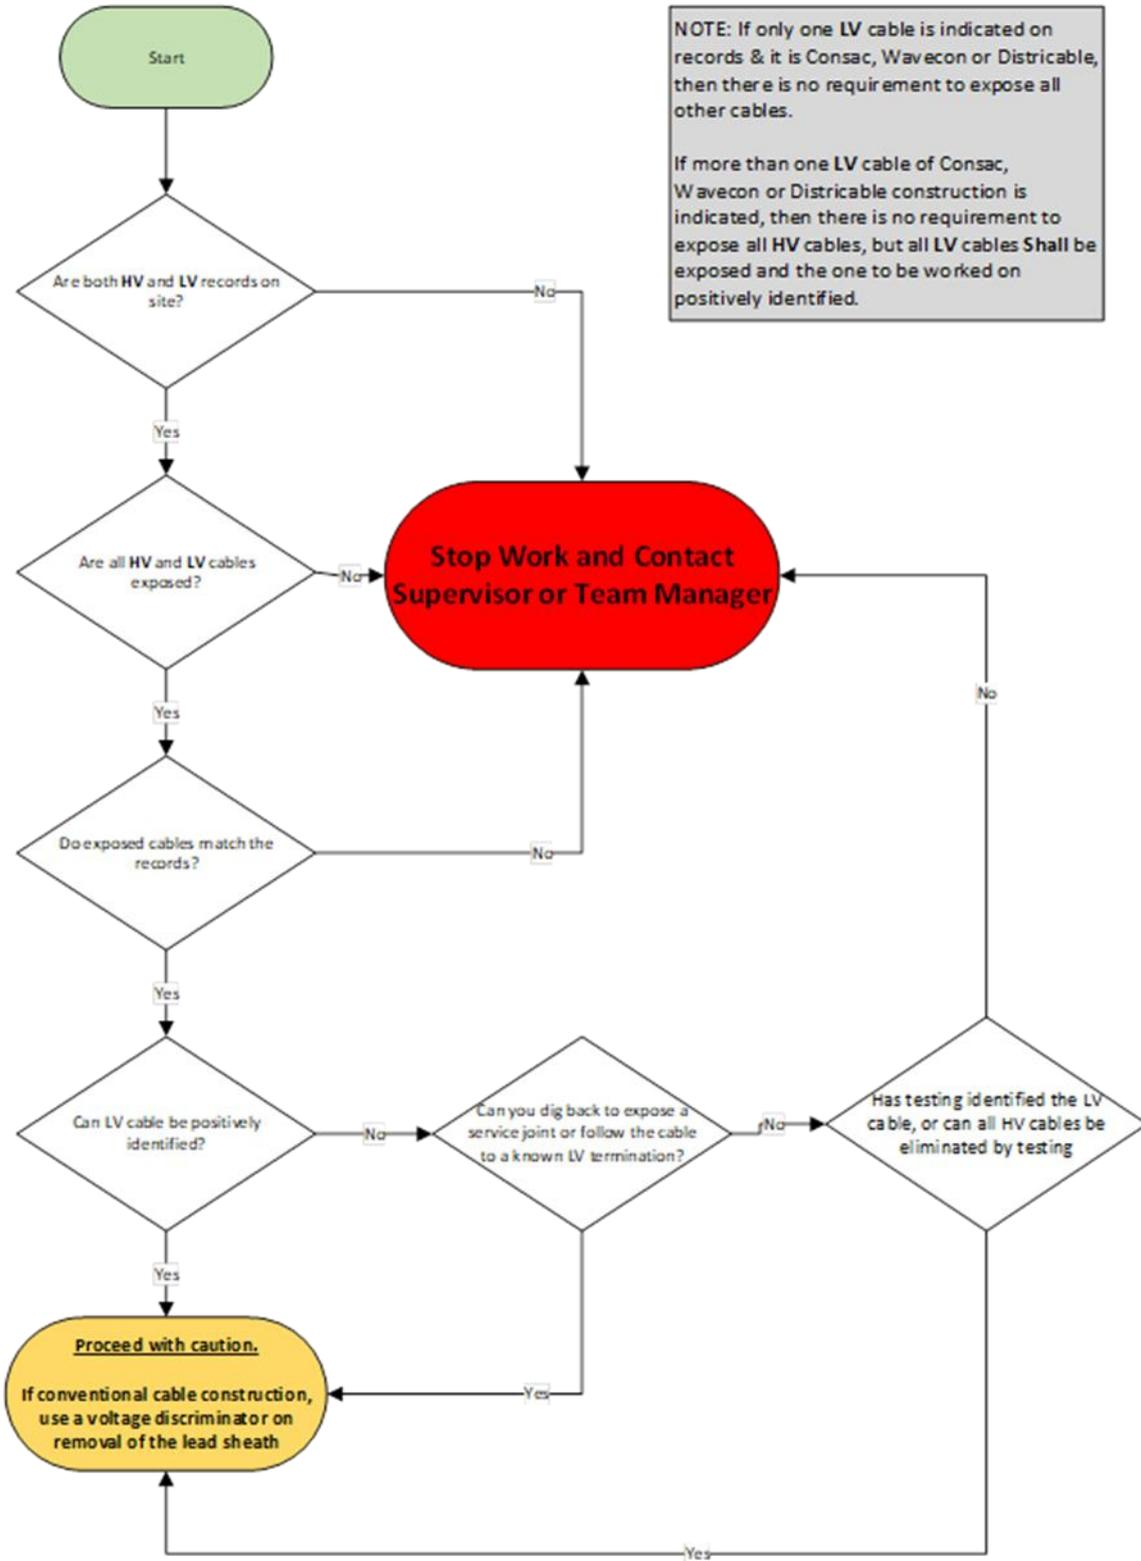 Start
NOTE: If only one LV cable is indicated on
records & it is Consac, Wavecon or Districable,
then there is no requirement to expose all
other cables.
If more than one LV cable of Consac,
Wavecon or Districable construction is
indicated, then there is no requirement to
expose all HV cables, but all LV cables Shall be
exposed and the one to be worked on
positively identified.
Are both HV and LV records on
site?
No
Yes
Are all HV and LV cables
exposed?
No
Stop Work and Contact
Supervisor or Team Manager
No
Yes
Do exposed cables match the
records?
No
Yes
Can LV cable be positively
identified?
No
Can you dig back to expose a
service joint or follow the cable
to a known LV termination?
No
Has testing identified the LV
cable, or can all HV cables be
eliminated by testing
Yes
Proceed with caution.
If conventional cable construction,
use a voltage discriminator on
removal of the lead sheath
Yes
Yes